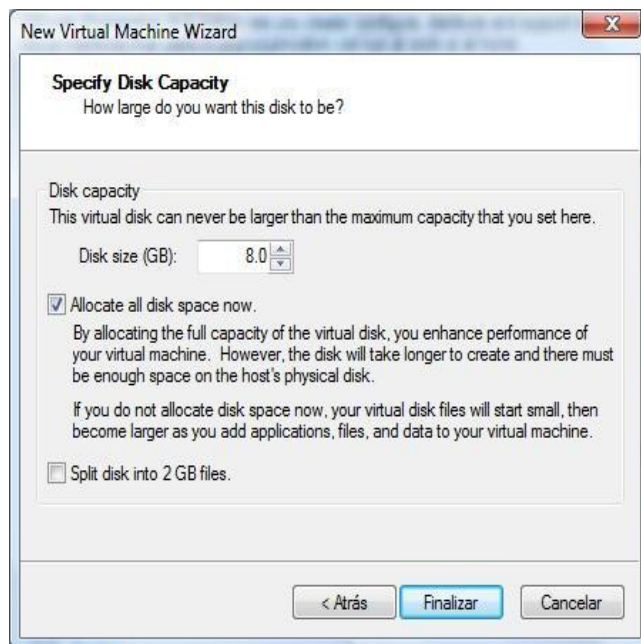 New Virtual Machine Wizard
Specify Disk Capacity
How large do you want this disk to be?
Disk capacity
This virtual disk can never be larger than the maximum capacity that you set here.
Disk size (GB): 8.0
Allocate all disk space now.
By allocating the full capacity of the virtual disk, you enhance performance of
your virtual machine. However, the disk will take longer to create and there must
be enough space on the host's physical disk.
If you do not allocate disk space now, your virtual disk files will start small, then
become larger as you add applications, files, and data to your virtual machine.
Split disk into 2 GB files.
< Atrás Finalizar Cancelar